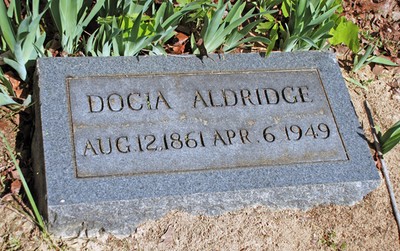 DOCIA ALDRIDGE
AUG. 12, 1861 APR. 6 1949